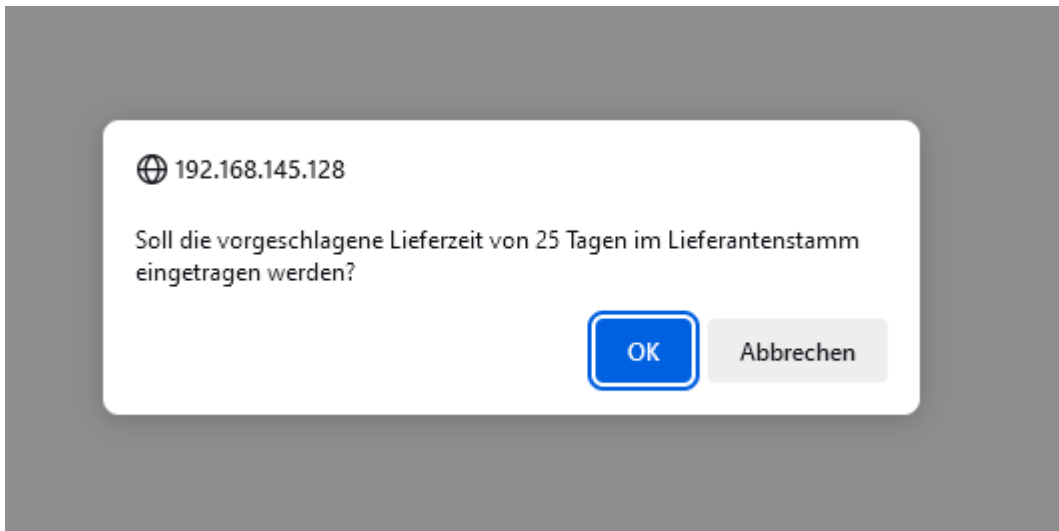 192.168.145.128
Soll die vorgeschlagene Lieferzeit von 25 Tagen im Lieferantenstamm
eingetragen werden?
OK
Abbrechen